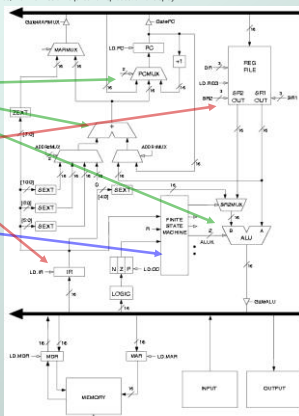 GateMARMUX
GatePC
MARMUX
LD.PC
PC
+1
PCMUX
REG
FILE
DR
LD.REG
SR2
SR2
OUT
SR1
OUT
SR1
ZEXT
[7:0]
ADDR2MUX
ADDR1MUX
[10:0]
SEXT
[4:0]
SEXT
[8:0]
SEXT
[5:0]
SEXT
SR2MUX
FINITE
STATE
MACHINE
R
ALUK
B
A
ALU
N Z P
LD.CC
LD.IR
IR
LOGIC
GateALU
16
LD.MDR
MDR
MAR
LD.MAR
MEMORY
INPUT
OUTPUT